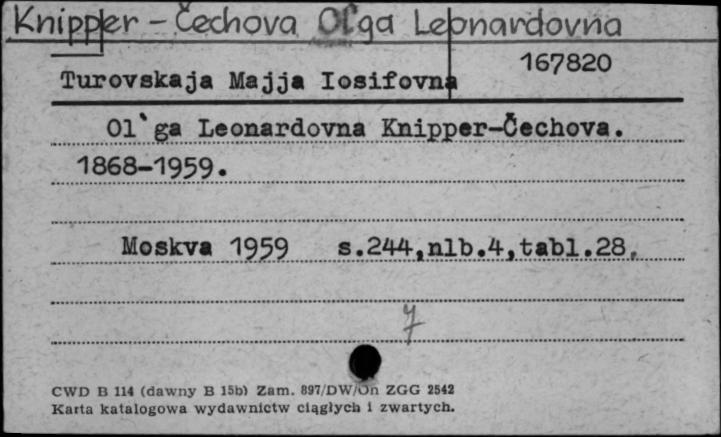 Knipper - Čechova Ol'ga Leonardovna
167820
Turovskaja Majja Iosifovna
Ol`ga Leonardovna Knipper-Čechova.
1868-1959.
Moskva 1959 s.244,nlb.4,tabl.28.
7
CWD B 114 (dawny B 15b) Zam. 897/DW/On ZGG 2542
Karta katalogowa wydawnictw ciągłych i zwartych.